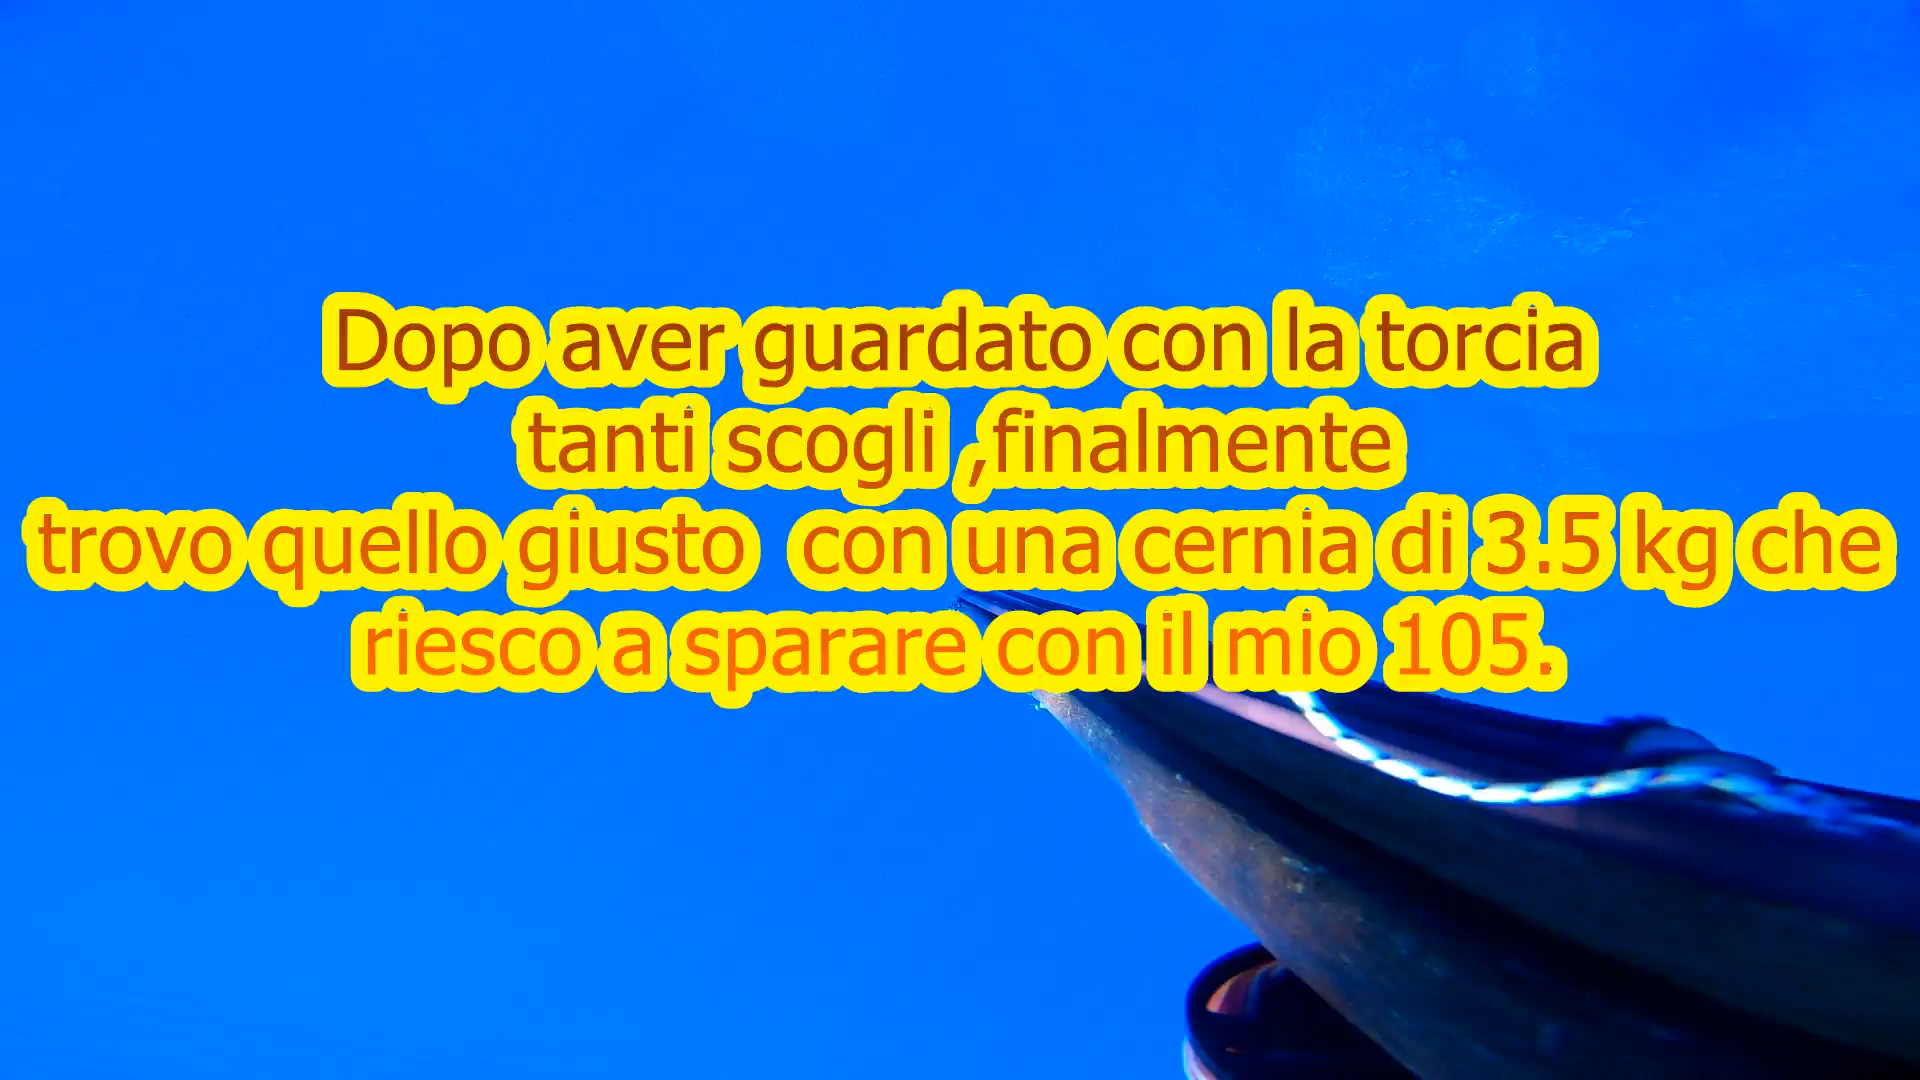 Dopo aver guardato con la torcia
tanti scogli ,finalmente
trovo quello giusto  con una cernia di 3.5 kg che
riesco a sparare con il mio 105.